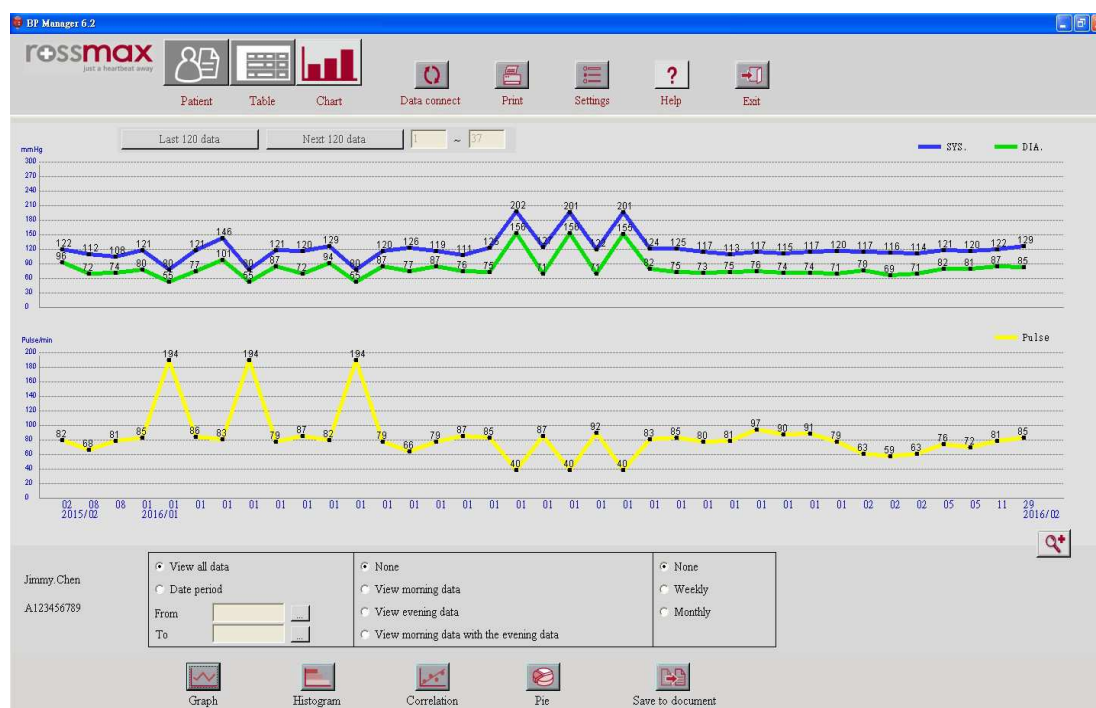 BP Manager 6.2
rossmax
just a heartbeat away
Patient Table Chart Data connect Print Settings Help Exit
Last 120 data Next 120 data 1 ~ 37
mmHg
SYS. DIA.
300
270
240
210
180
150
120
90
60
30
0
202 201 201
146
122 112 108 121 80 121 80 121 120 129 80 120 126 119 111 124 125 117 113 117 115 117 120 117 116 114 121 120 122 129
156 156 155
96 72 74 80 55 77 101 55 87 72 94 55 87 77 87 76 75 71 71 82 75 73 75 76 74 74 71 78 69 71 82 81 87 85
Pulse/min
Pulse
200
180
160
140
120
100
80
60
40
20
0
194 194 194
82 68 81 85 86 83 79 87 82 79 66 79 87 85 40 87 40 92 40 83 85 80 81 97 90 91 79 63 59 63 76 72 81 85
02 08 08 01 01 01 01 01 01 01 01 01 01 01 01 01 01 01 01 01 01 01 01 01 01 01 01 01 01 01 02 02 02 05 05 11 29
2015/02 2016/01 2016/02
Jimmy.Chen
A123456789
View all data
Date period
From ...
To ...
None
View morning data
View evening data
View morning data with the evening data
None
Weekly
Monthly
Graph Histogram Correlation Pie Save to document